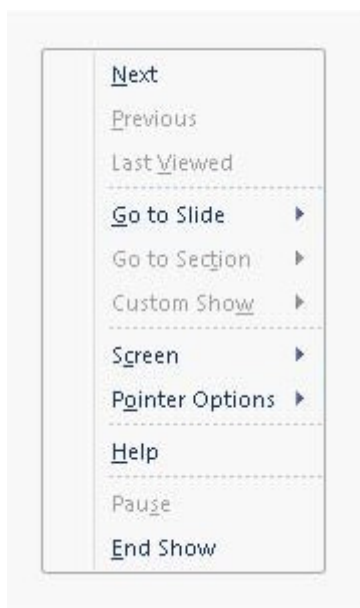 Next
Previous
Last Viewed
Go to Slide
Go to Section
Custom Show
Screen
Pointer Options
Help
Pause
End Show